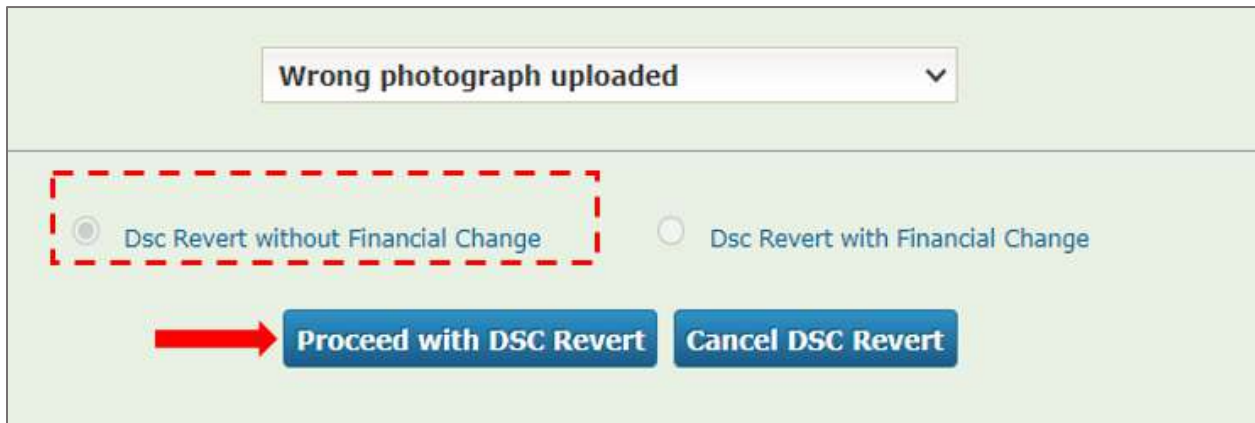 Wrong photograph uploaded
Dsc Revert without Financial Change Dsc Revert with Financial Change
Proceed with DSC Revert Cancel DSC Revert